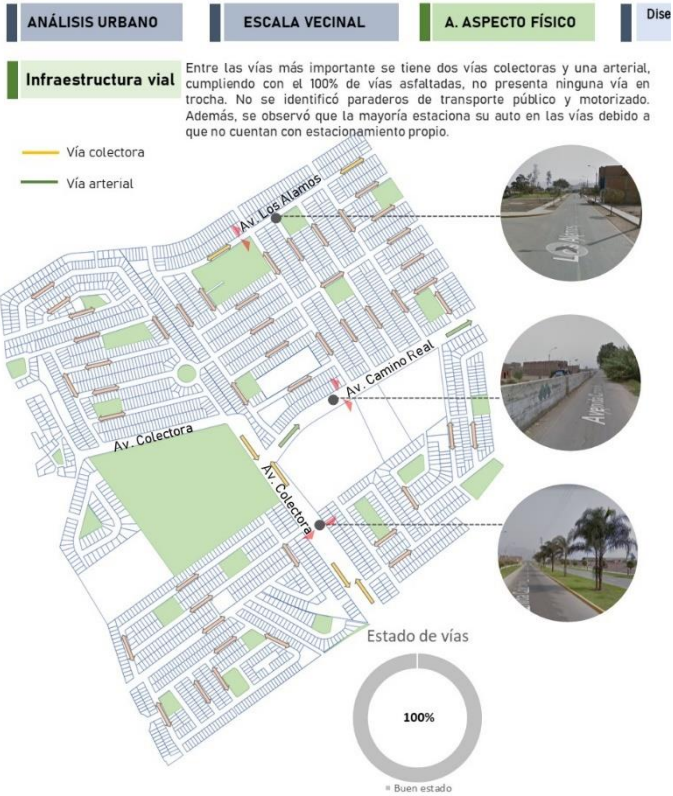 ANÁLISIS URBANO
ESCALA VECINAL
A. ASPECTO FÍSICO
Infraestructura vial
Entre las vías más importante se tiene dos vías colectoras y una arterial,
cumpliendo con el 100% de vías asfaltadas, no presenta ninguna vía en
trocha. No se identificó paraderos de transporte público y motorizado.
Además, se observó que la mayoría estaciona su auto en las vías debido a
que no cuentan con estacionamiento propio.
Vía colectora
Vía arterial
Av. Los Alamos
Av. Camino Real
Av. Colectora
Av. Colectora
Estado de vías
100%
Buen estado